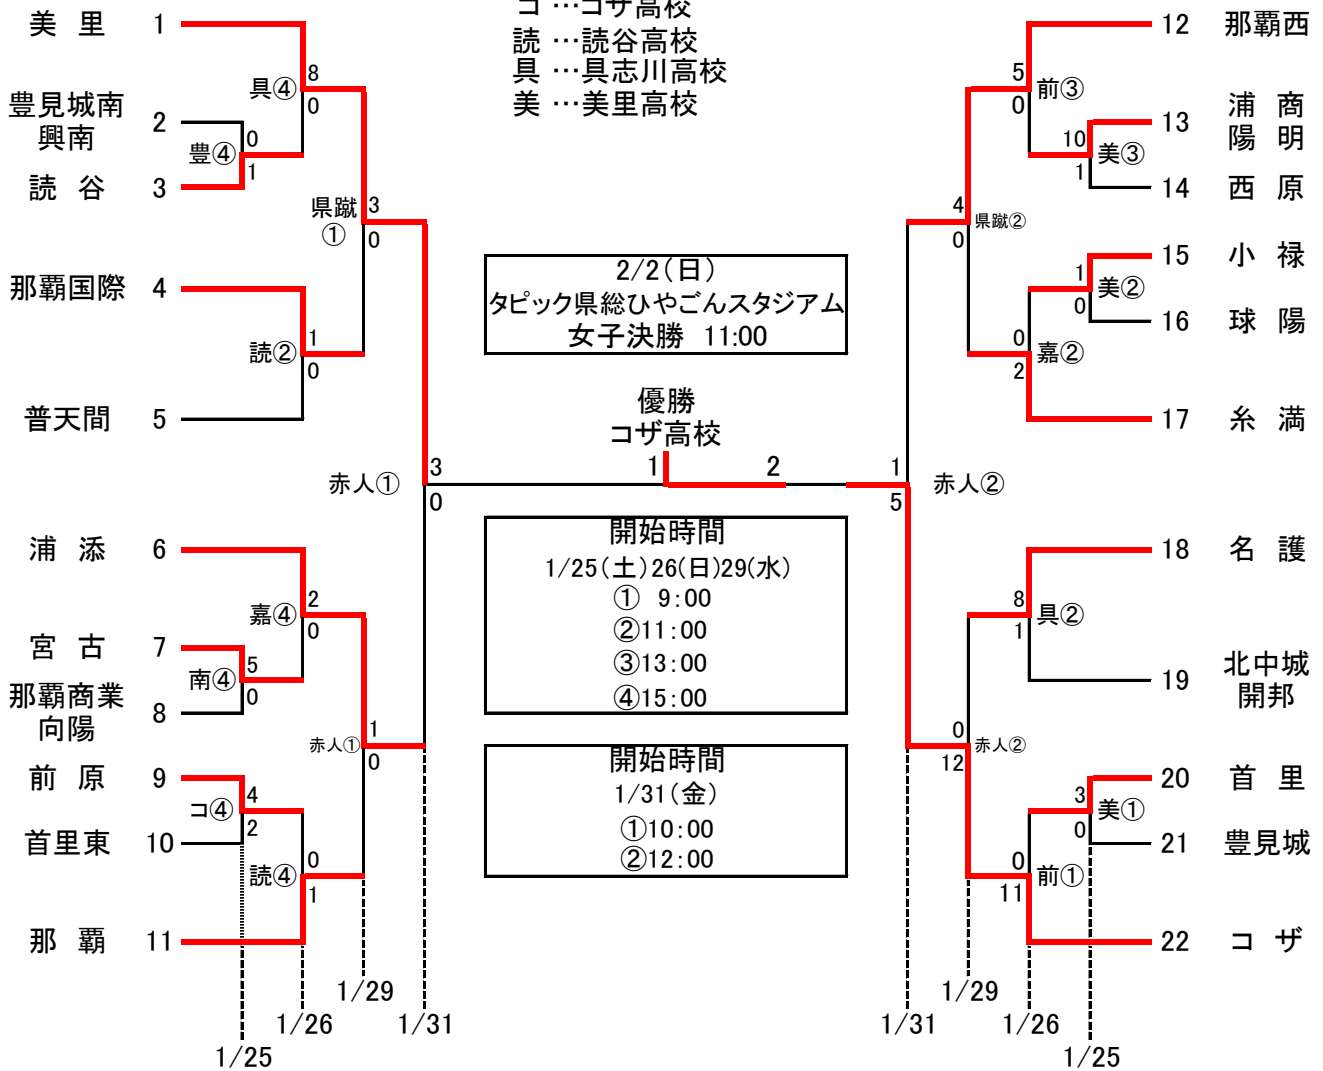 コ …コザ高校
読 …読谷高校
具 …具志川高校
美 …美里高校
美 里 1
8
具④
0
豊見城南
興南
2
0
豊④
1
読 谷 3
県蹴
①
3
0
那覇国際 4
1
読②
0
普天間 5
3
赤人①
0
浦 添 6
2
嘉④
0
宮 古 7
5
南④
0
那覇商業
向陽
8
1
赤人①
0
前 原 9
4
コ④
2
首里東 10
0
読④
1
那 覇 11
1/29
1/26
1/31
1/25
2/2(日)
タピック県総ひやごんスタジアム
女子決勝 11:00
優勝
コザ高校
1 2
開始時間
1/25(土)26(日)29(水)
① 9:00
②11:00
③13:00
④15:00
開始時間
1/31(金)
①10:00
②12:00
12 那覇西
5
前③
0
13
浦 商
陽 明
10
美③
1
14 西 原
4
県蹴②
0
15 小 禄
1
美②
0
16 球 陽
0
嘉②
2
17 糸 満
1
赤人②
5
18 名 護
8
具②
1
19
北中城
開邦
0
赤人②
12
20 首 里
3
美①
0
21 豊見城
0
前①
11
22 コ ザ
1/29
1/31
1/26
1/25